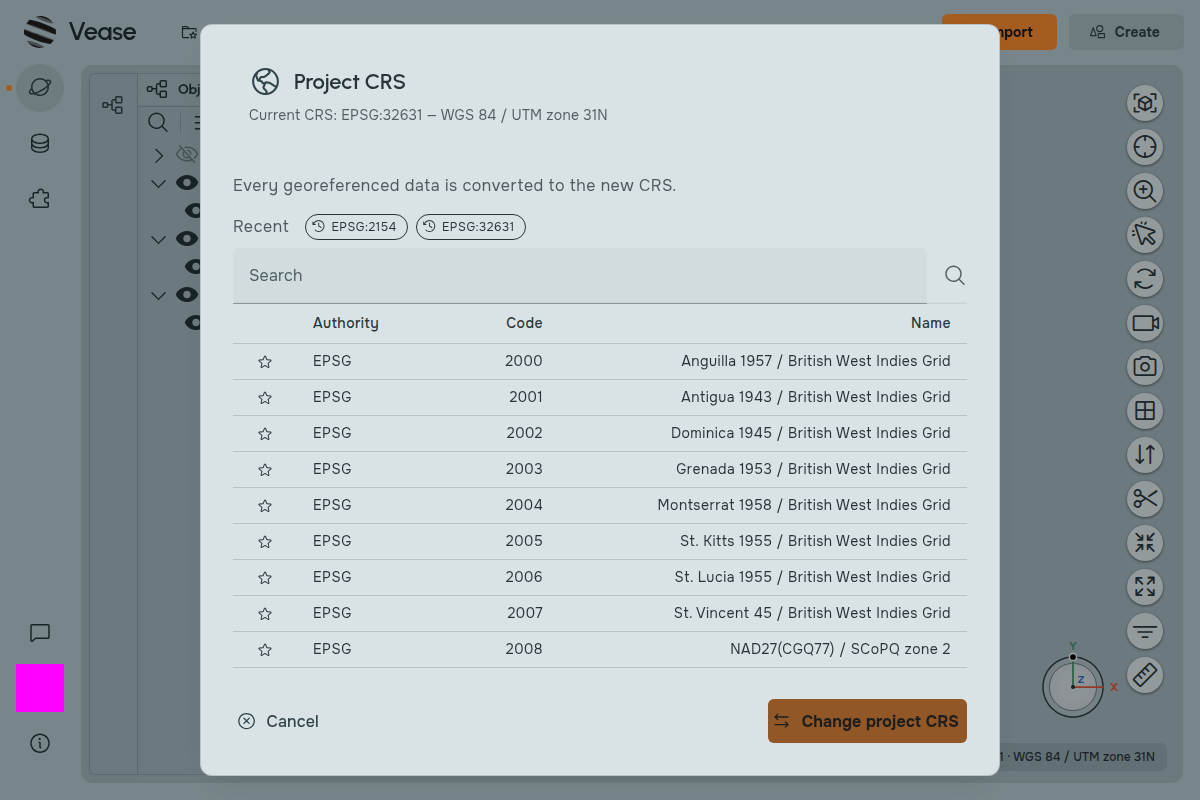 Vease
Import
Create
Project CRS
Current CRS: EPSG:32631 – WGS 84 / UTM zone 31N
Every georeferenced data is converted to the new CRS.
Recent EPSG:2154 EPSG:32631
Search
Authority Code Name
EPSG 2000 Anguilla 1957 / British West Indies Grid
EPSG 2001 Antigua 1943 / British West Indies Grid
EPSG 2002 Dominica 1945 / British West Indies Grid
EPSG 2003 Grenada 1953 / British West Indies Grid
EPSG 2004 Montserrat 1958 / British West Indies Grid
EPSG 2005 St. Kitts 1955 / British West Indies Grid
EPSG 2006 St. Lucia 1955 / British West Indies Grid
EPSG 2007 St. Vincent 45 / British West Indies Grid
EPSG 2008 NAD27(CGQ77) / SCoPQ zone 2
Cancel
Change project CRS
Y
Z
X
· WGS 84 / UTM zone 31N